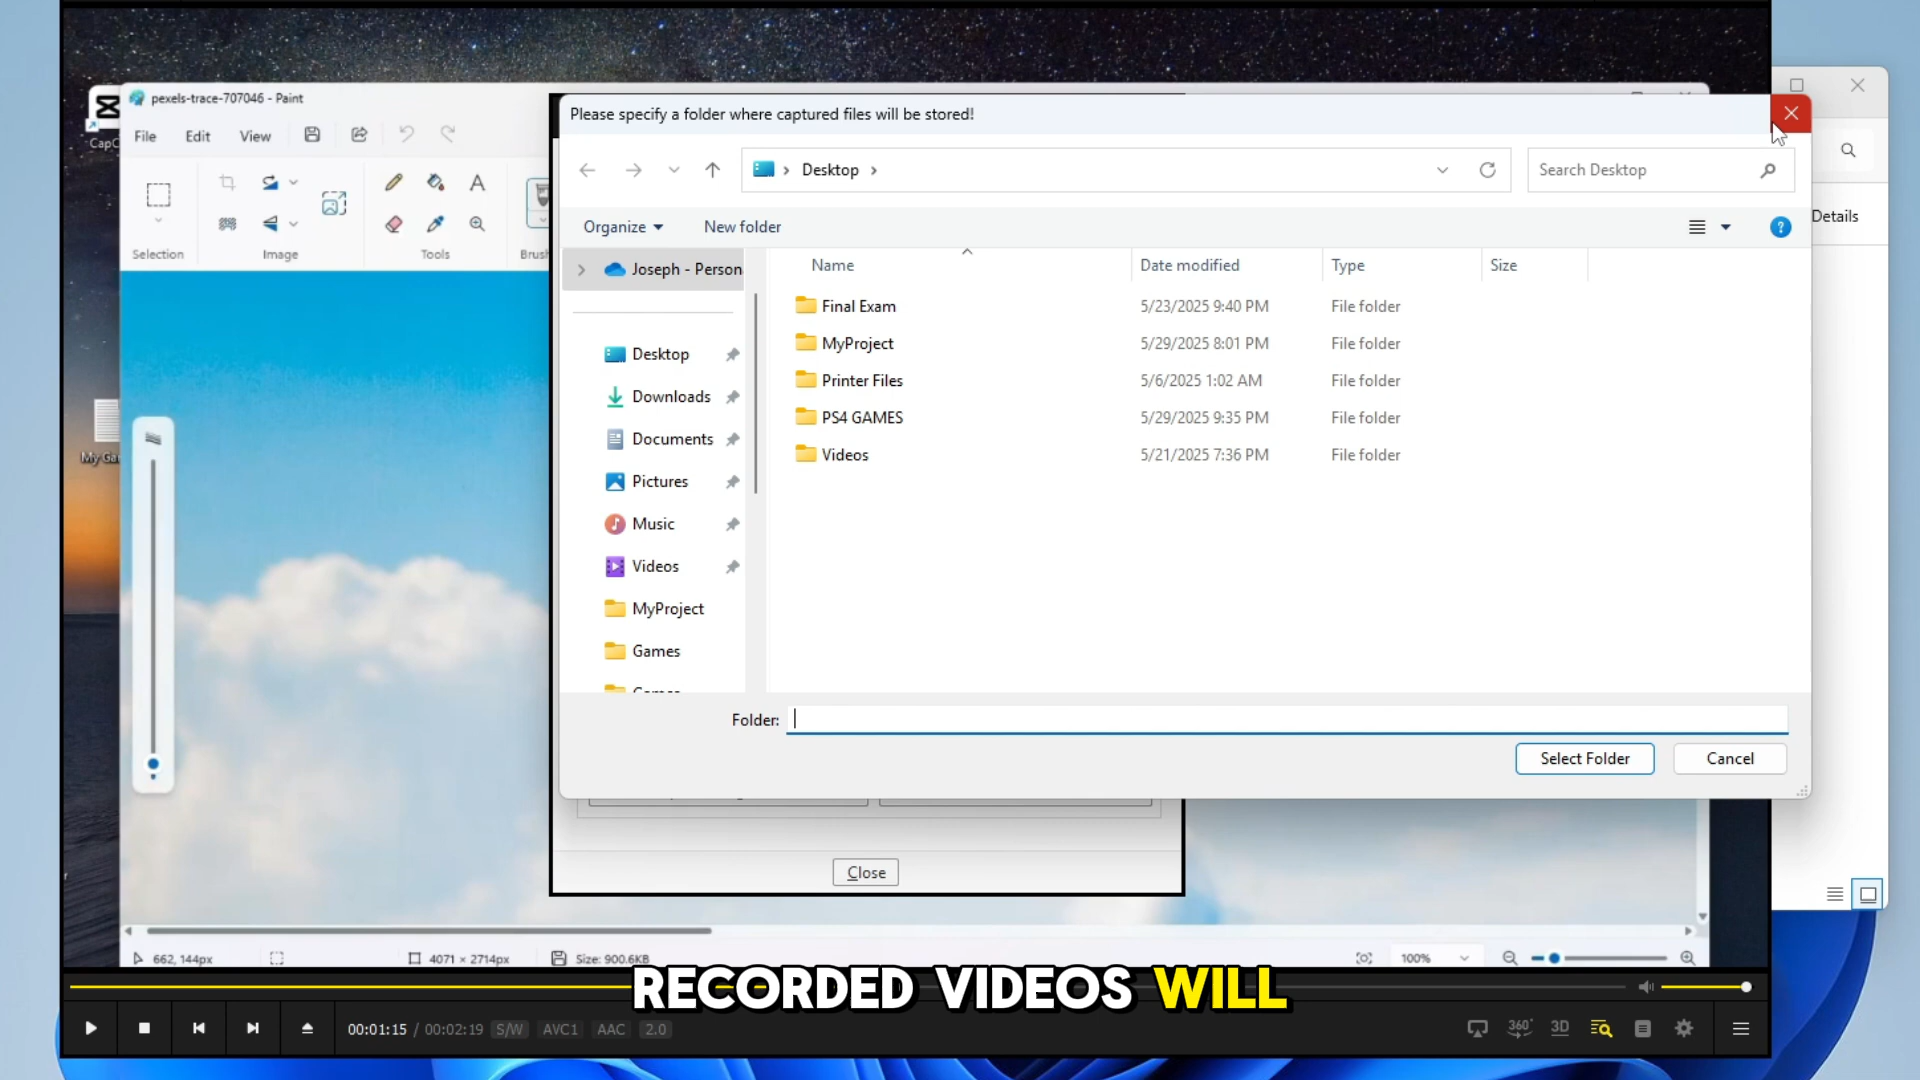 pexels-trace-707046 - Paint
File Edit View
Selection Image Tools
Please specify a folder where captured files will be stored!
Desktop
Search Desktop
Organize New folder
Joseph - Person
Desktop
Downloads
Documents
Pictures
Music
Videos
MyProject
Games
Name Date modified Type Size
Final Exam 5/23/2025 9:40 PM File folder
MyProject 5/29/2025 8:01 PM File folder
Printer Files 5/6/2025 1:02 AM File folder
PS4 GAMES 5/29/2025 9:35 PM File folder
Videos 5/21/2025 7:36 PM File folder
Folder:
Select Folder Cancel
Close
Details
662, 144px 4071 × 2714px Size: 900.6KB 100%
RECORDED VIDEOS WILL
00:01:15 / 00:02:19 S/W AVC1 AAC 2.0
360° 3D